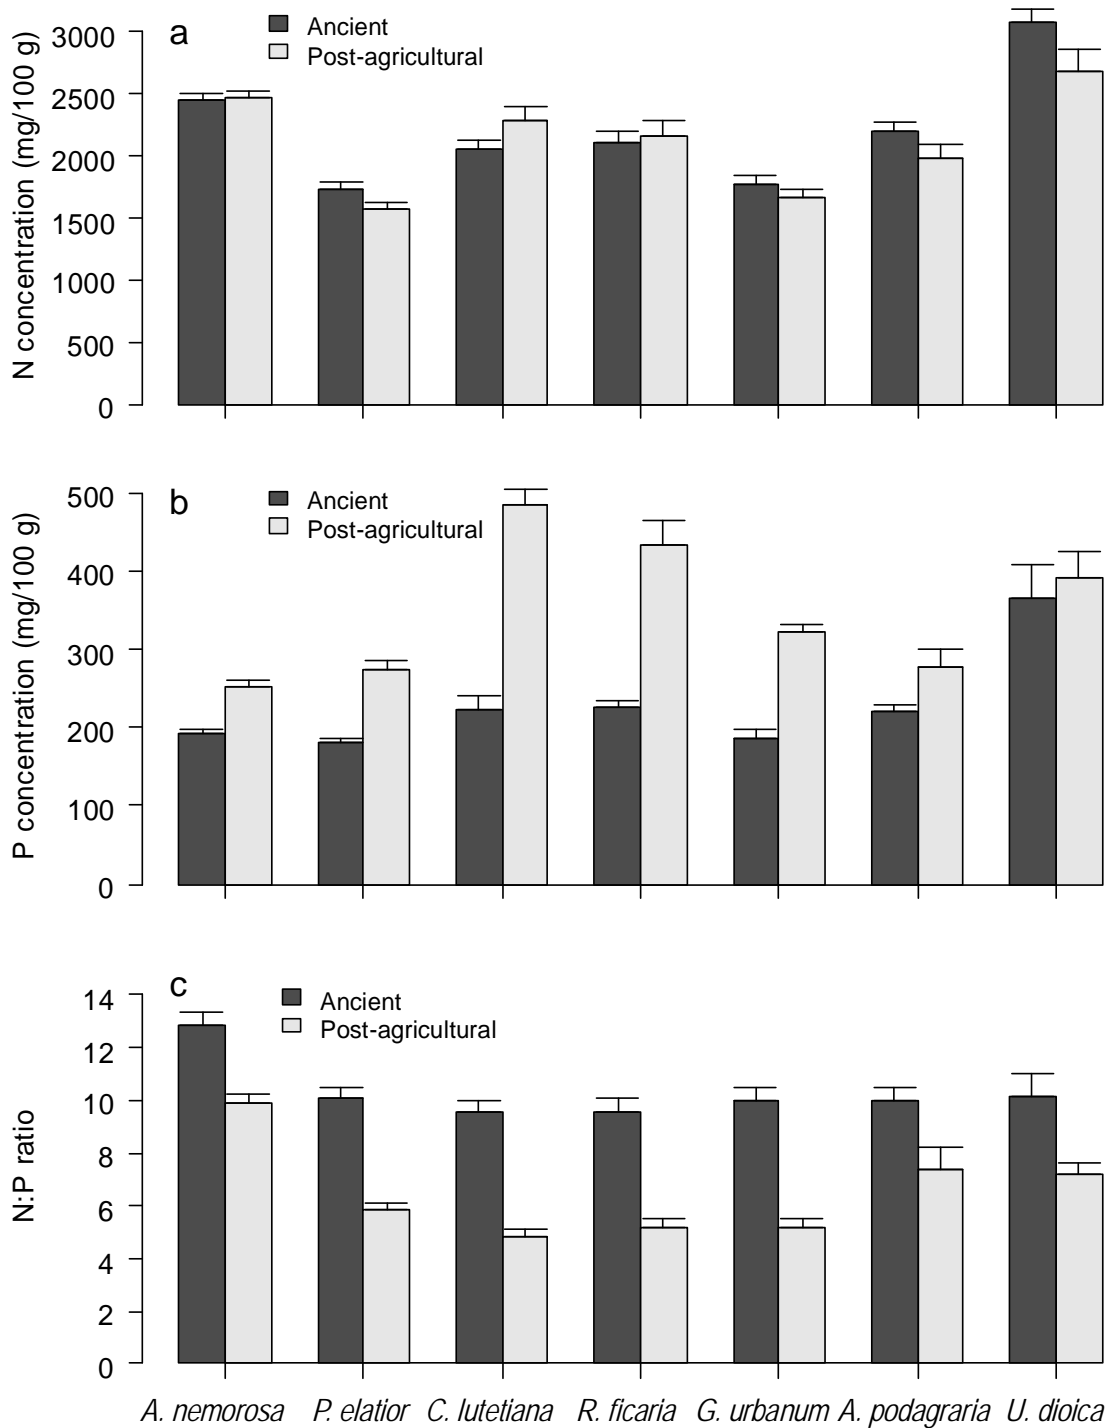 a
Ancient
Post-agricultural
N concentration (mg/100 g)
3000
2500
2000
1500
1000
500
0
b
Ancient
Post-agricultural
P concentration (mg/100 g)
500
400
300
200
100
0
c
Ancient
Post-agricultural
N:P ratio
14
12
10
8
6
4
2
0
A. nemorosa P. elatior C. lutetiana R. ficaria G. urbanum A. podagraria U. dioica